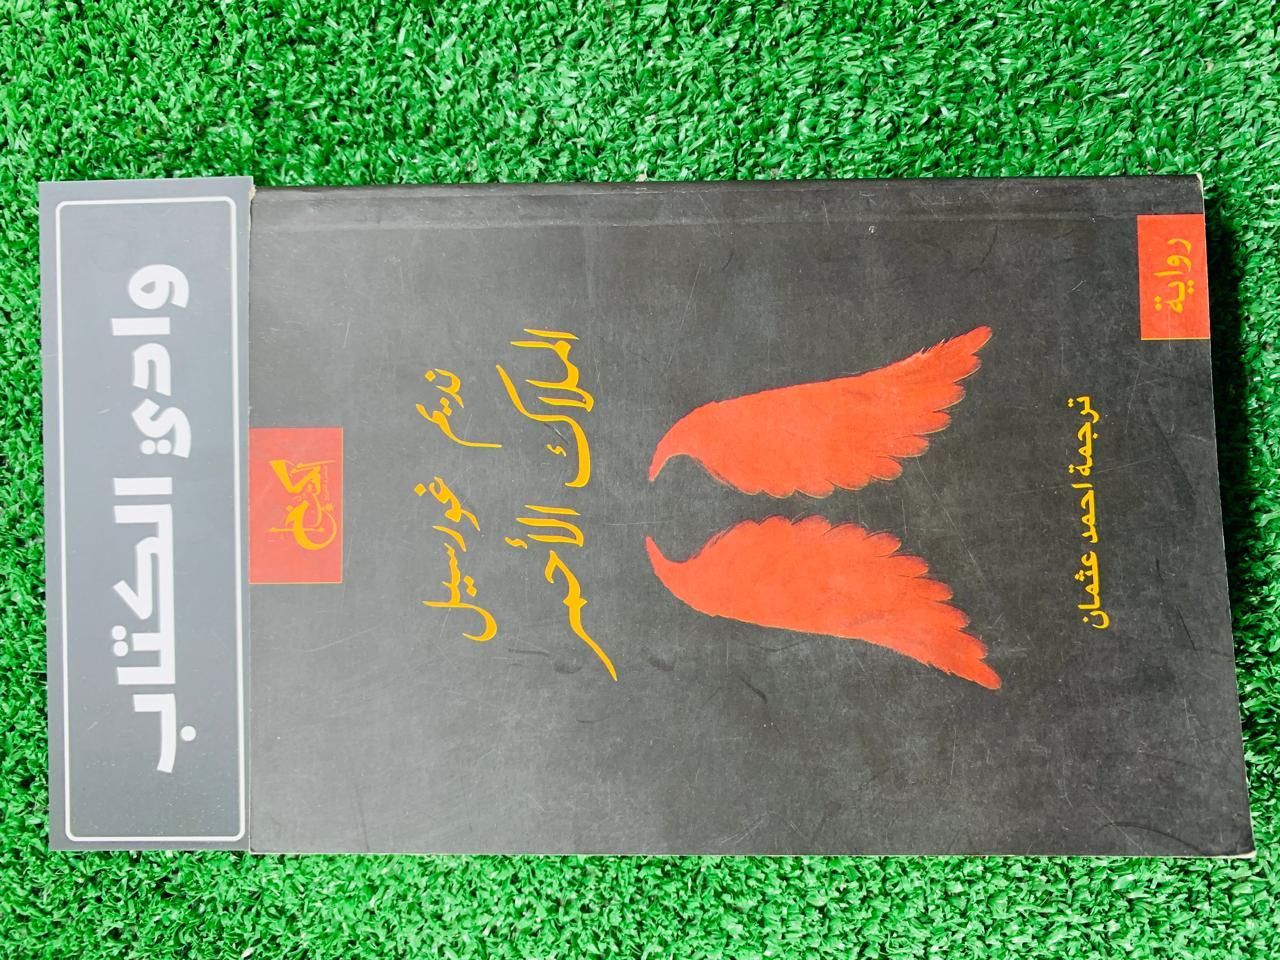 وادي الكتاب
نديم غورسيل
الملاك الأحمر
ترجمة احمد عثمان
رواية